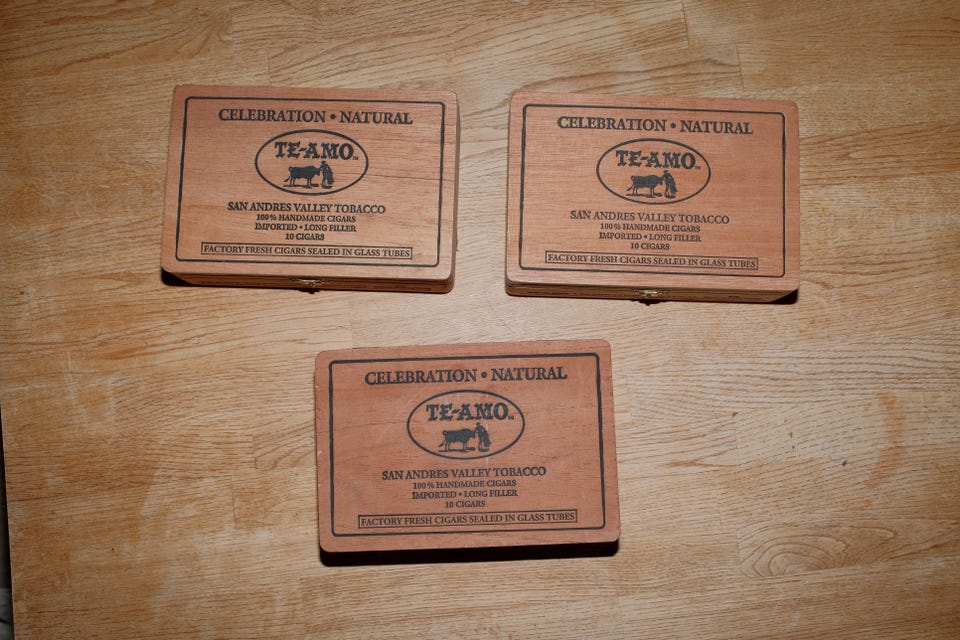 CELEBRATION • NATURAL
TE-AMO™
SAN ANDRES VALLEY TOBACCO
100% HANDMADE CIGARS
IMPORTED • LONG FILLER
10 CIGARS
FACTORY FRESH CIGARS SEALED IN GLASS TUBES
CELEBRATION • NATURAL
TE-AMO™
SAN ANDRES VALLEY TOBACCO
100% HANDMADE CIGARS
IMPORTED • LONG FILLER
10 CIGARS
FACTORY FRESH CIGARS SEALED IN GLASS TUBES
CELEBRATION • NATURAL
TE-AMO™
SAN ANDRES VALLEY TOBACCO
100% HANDMADE CIGARS
IMPORTED • LONG FILLER
10 CIGARS
FACTORY FRESH CIGARS SEALED IN GLASS TUBES